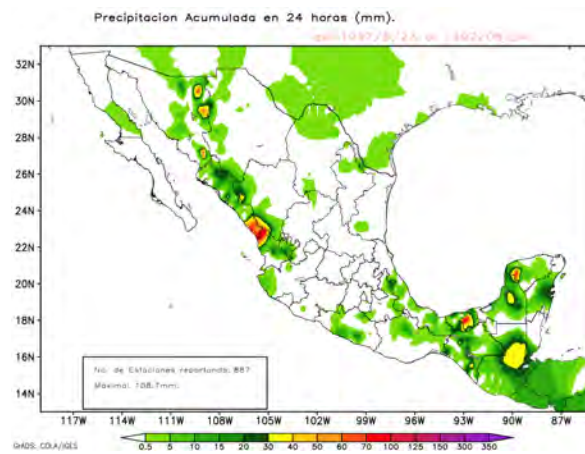 Precipitacion Acumulada en 24 horas (mm).
32N
30N
28N
26N
24N
22N
20N
18N
16N
14N
No. de Estaciones reportando: 887
Maxima: 108.7mm.
117W 114W 111W 108W 105W 102W 99W 96W 93W 90W 87W
GrADS: COLA/IGES
0.5 5 10 15 20 30 40 50 60 70 100 125 150 300 350